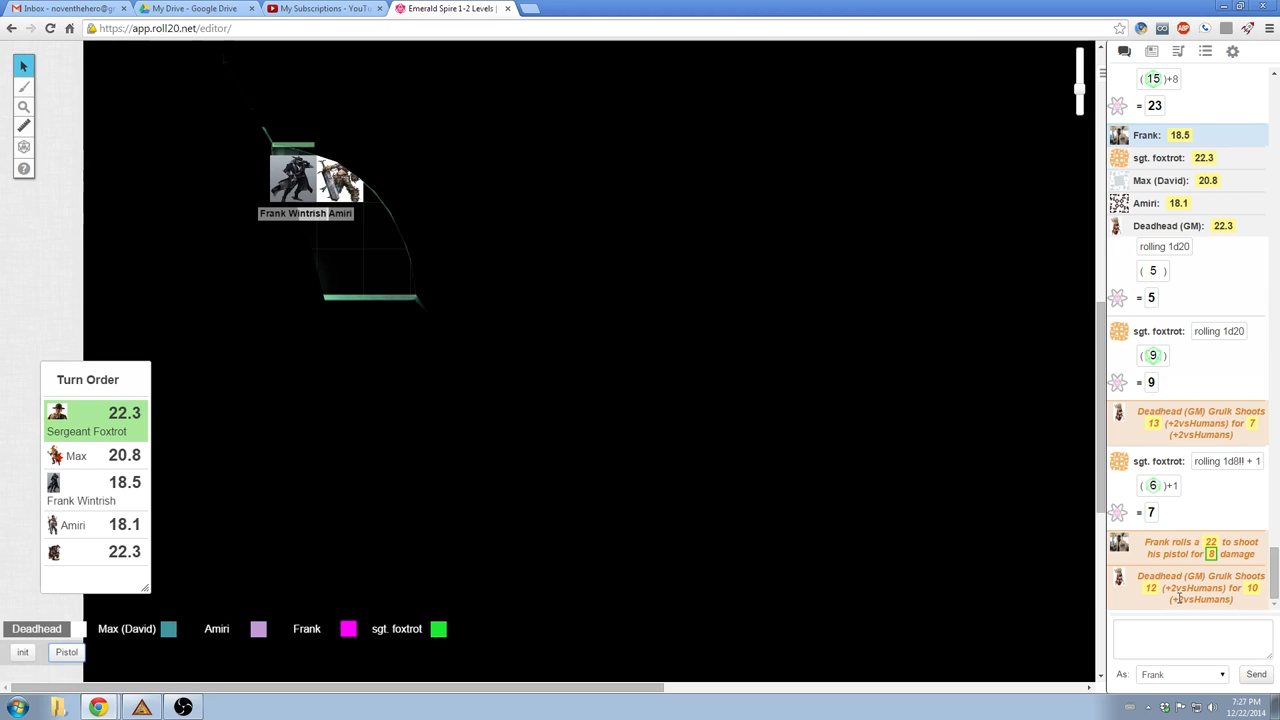 Inbox - noventhehero@g
My Drive - Google Drive
My Subscriptions - YouTu
Emerald Spire 1-2 Levels |
https://app.roll20.net/editor/
(15)+8
= 23
Frank: 18.5
sgt. foxtrot: 22.3
Max (David): 20.8
Amiri: 18.1
Deadhead (GM): 22.3
rolling 1d20
( 5 )
= 5
sgt. foxtrot: rolling 1d20
(9)
= 9
Deadhead (GM) Grulk Shoots
13 (+2vsHumans) for 7
(+2vsHumans)
sgt. foxtrot: rolling 1d8!! + 1
(6)+1
= 7
Frank rolls a 22 to shoot
his pistol for 8 damage
Deadhead (GM) Grulk Shoots
12 (+2vsHumans) for 10
(+2vsHumans)
As: Frank
Send
Frank Wintrish Amiri
Turn Order
22.3
Sergeant Foxtrot
Max 20.8
18.5
Frank Wintrish
Amiri 18.1
22.3
Deadhead Max (David) Amiri Frank sgt. foxtrot
init Pistol
7:27 PM
12/22/2014